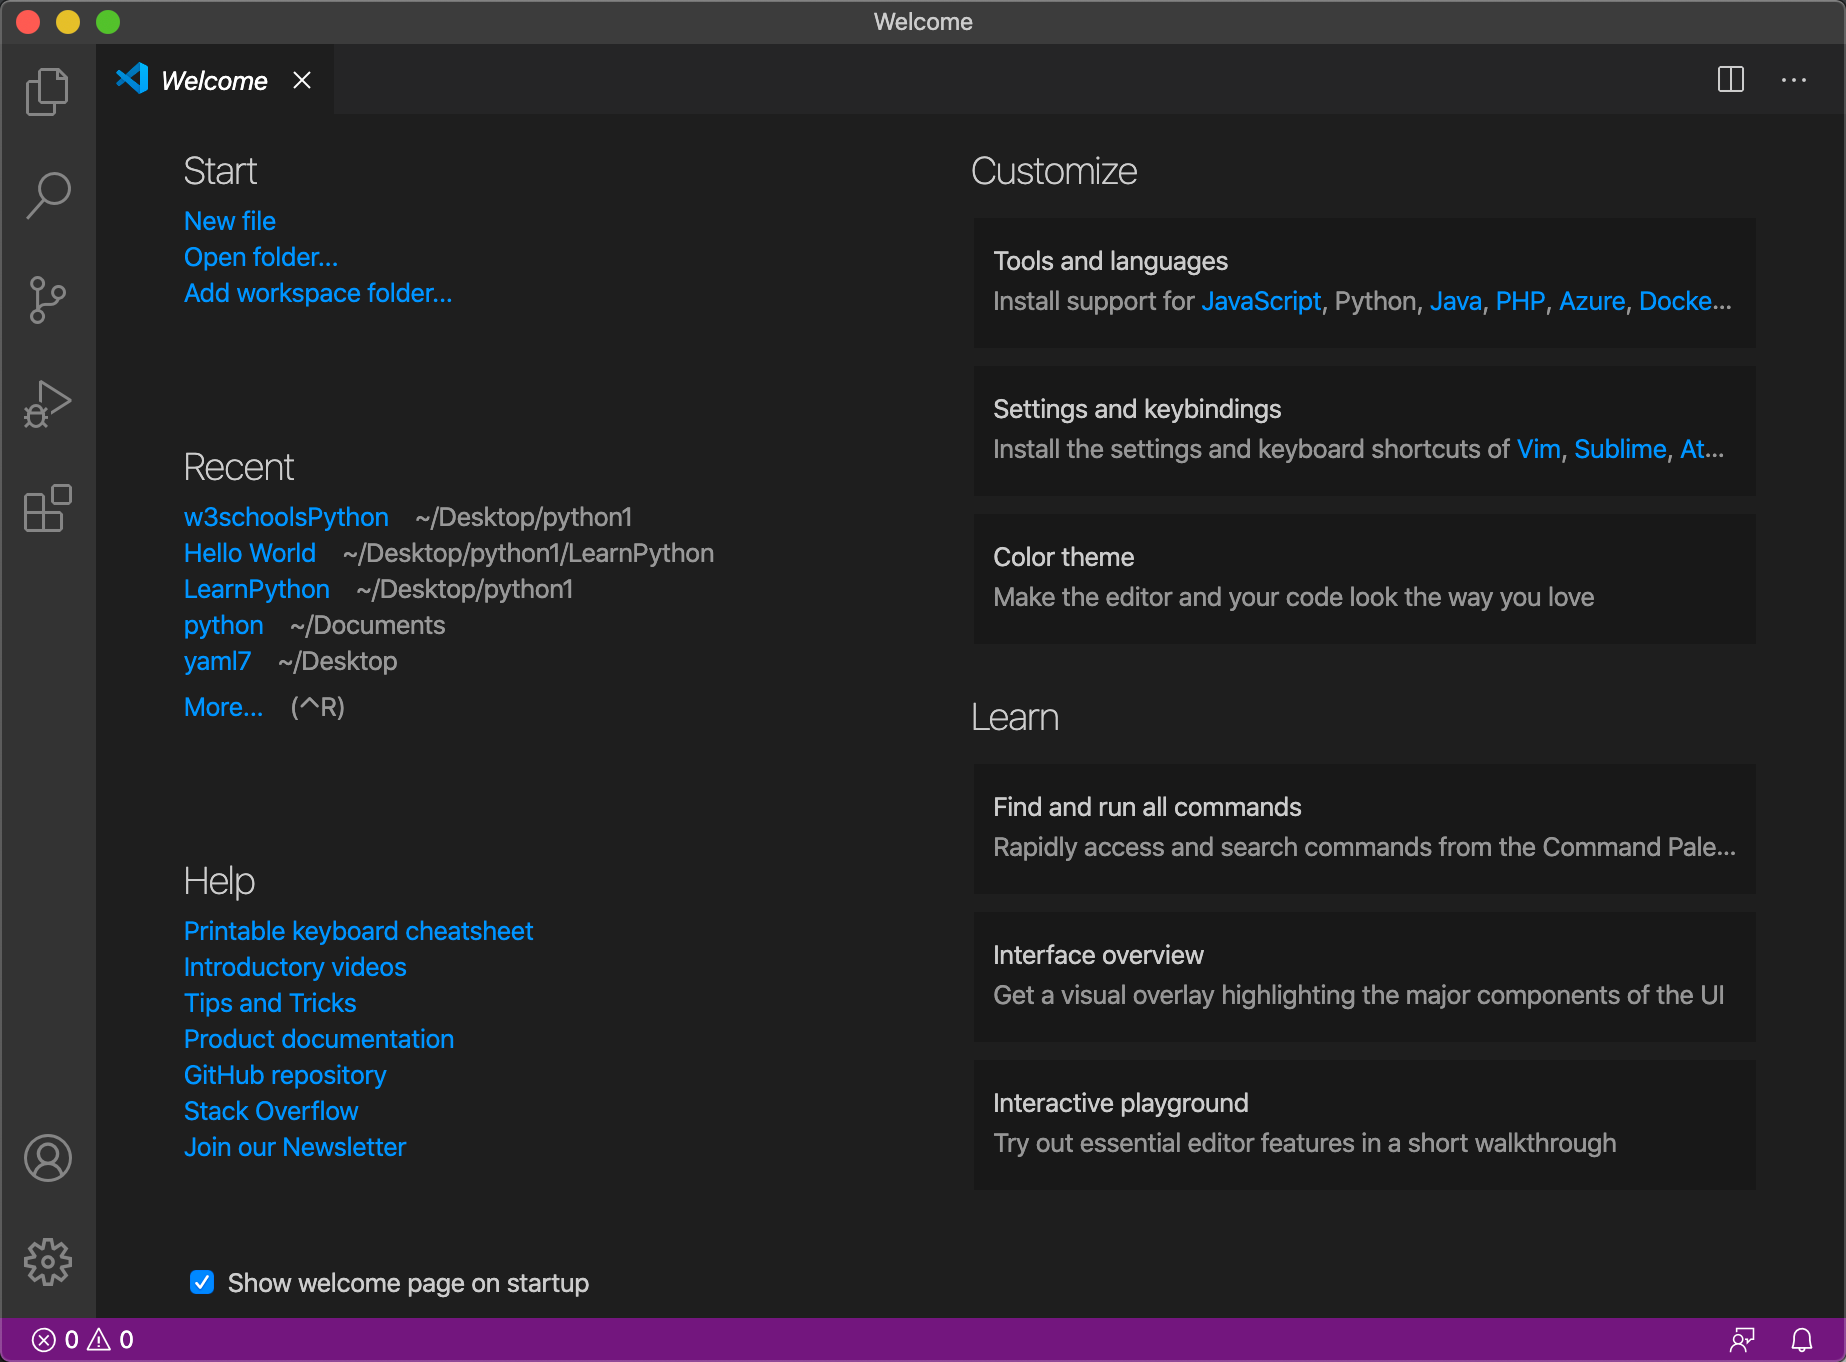 Welcome
Welcome
Start
New file
Open folder...
Add workspace folder...
Recent
w3schoolsPython ~/Desktop/python1
Hello World ~/Desktop/python1/LearnPython
LearnPython ~/Desktop/python1
python ~/Documents
yaml7 ~/Desktop
More... (^R)
Help
Printable keyboard cheatsheet
Introductory videos
Tips and Tricks
Product documentation
GitHub repository
Stack Overflow
Join our Newsletter
Show welcome page on startup
Customize
Tools and languages
Install support for JavaScript, Python, Java, PHP, Azure, Docke...
Settings and keybindings
Install the settings and keyboard shortcuts of Vim, Sublime, At...
Color theme
Make the editor and your code look the way you love
Learn
Find and run all commands
Rapidly access and search commands from the Command Pale...
Interface overview
Get a visual overlay highlighting the major components of the UI
Interactive playground
Try out essential editor features in a short walkthrough
0 0